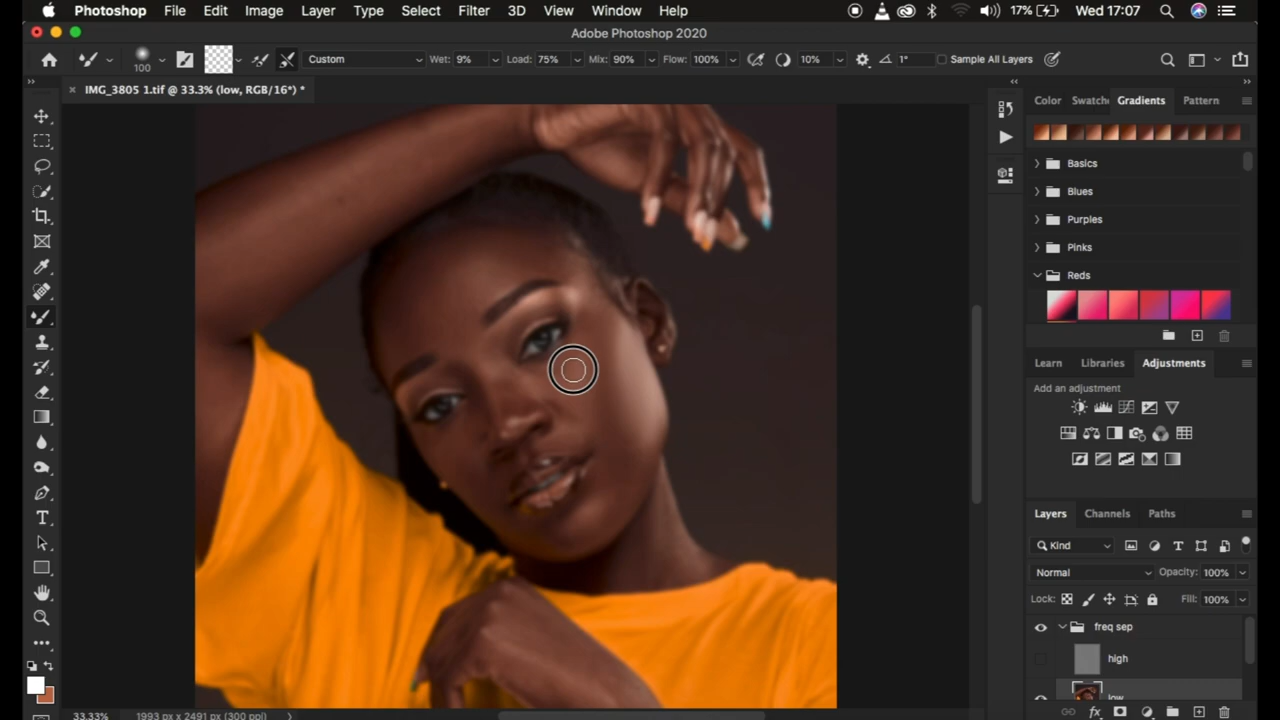 Photoshop File Edit Image Layer Type Select Filter 3D View Window Help 17% Wed 17:07
Adobe Photoshop 2020
100 Custom Wet: 9% Load: 75% Mix: 90% Flow: 100% 10% 1° Sample All Layers
IMG_3805 1.tif @ 33.3% (low, RGB/16*) *
Color Swatch Gradients Pattern
Basics
Blues
Purples
Pinks
Reds
Learn Libraries Adjustments
Add an adjustment
Layers Channels Paths
Kind
Normal Opacity: 100%
Lock: Fill: 100%
freq sep
high
low
33.33% 1993 px x 2491 px (300 ppi)